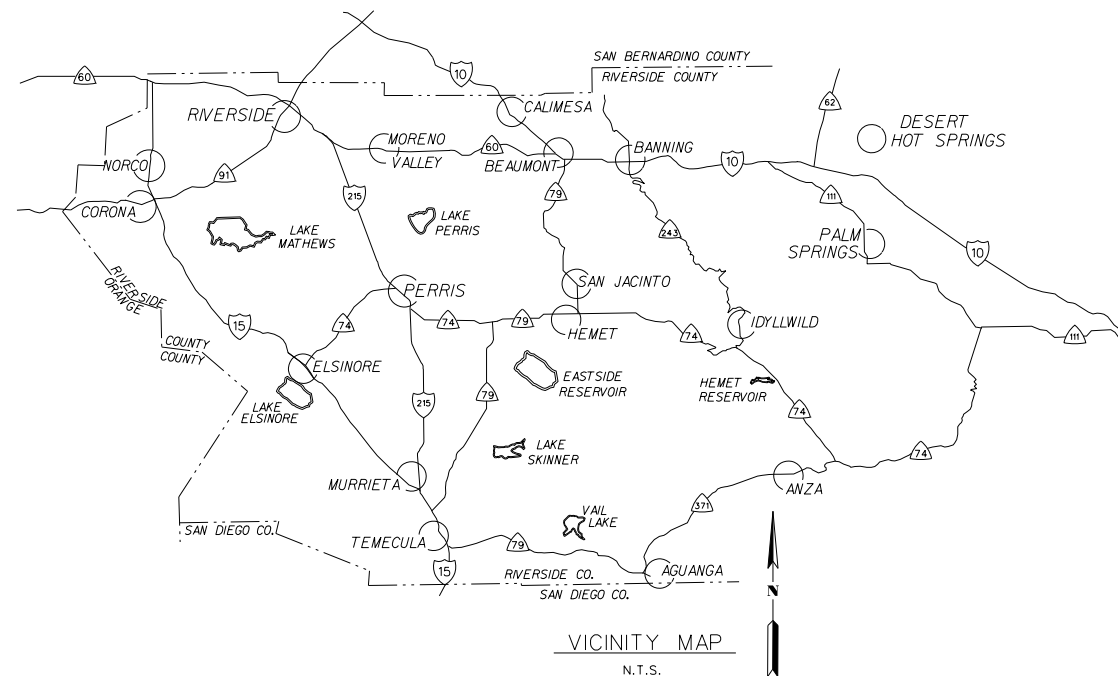 SAN BERNARDINO COUNTY
RIVERSIDE COUNTY
60
10
62
RIVERSIDE
CALIMESA
DESERT
HOT SPRINGS
MORENO
VALLEY
60
BEAUMONT
BANNING
10
NORCO
91
215
79
111
CORONA
LAKE
MATHEWS
LAKE
PERRIS
243
PALM
SPRINGS
10
RIVERSIDE
ORANGE
COUNTY
COUNTY
PERRIS
SAN JACINTO
15
74
74
79
HEMET
74
IDYLLWILD
111
ELSINORE
LAKE
ELSINORE
215
79
EASTSIDE
RESERVOIR
HEMET
RESERVOIR
74
LAKE
SKINNER
74
MURRIETA
ANZA
371
VAIL
LAKE
SAN DIEGO CO.
TEMECULA
79
15
RIVERSIDE CO.
SAN DIEGO CO.
AGUANGA
N
VICINITY MAP
N.T.S.